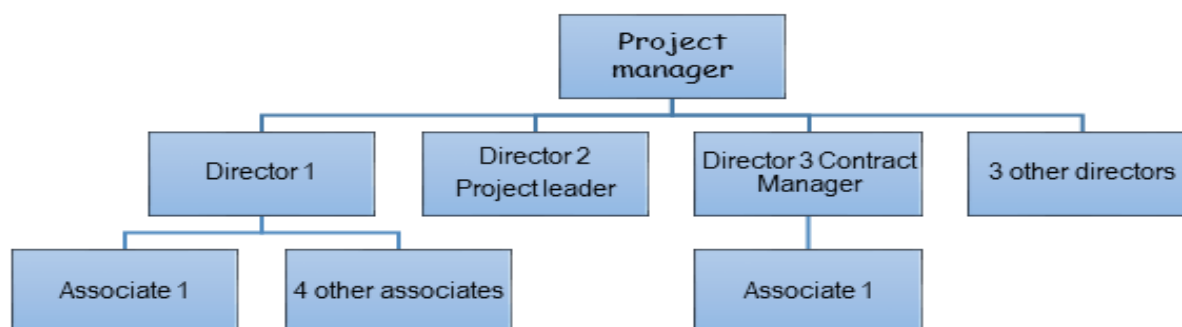 Project
manager
Director 1
Director 2
Project leader
Director 3 Contract
Manager
3 other directors
Associate 1
4 other associates
Associate 1